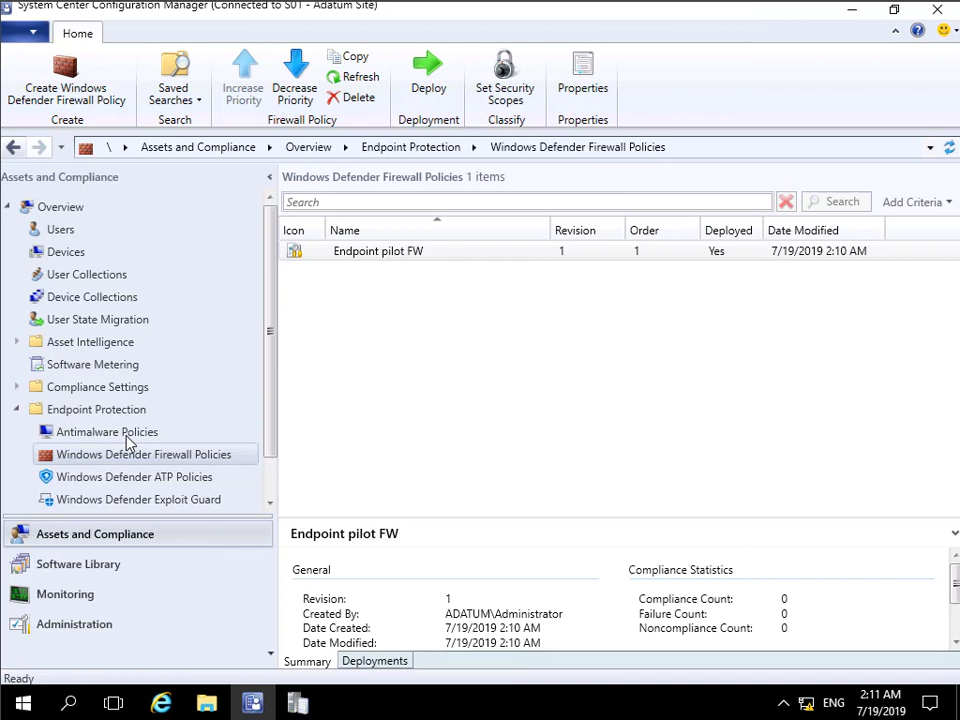 System Center Configuration Manager (Connected to S01 - Adatum Site)
Home
Create Windows
Defender Firewall Policy
Saved
Searches
Increase
Priority
Decrease
Priority
Copy
Refresh
Delete
Deploy
Set Security
Scopes
Properties
Create
Search
Firewall Policy
Deployment
Classify
Properties
\ Assets and Compliance Overview Endpoint Protection Windows Defender Firewall Policies
Assets and Compliance
Overview
Users
Devices
User Collections
Device Collections
User State Migration
Asset Intelligence
Software Metering
Compliance Settings
Endpoint Protection
Antimalware Policies
Windows Defender Firewall Policies
Windows Defender ATP Policies
Windows Defender Exploit Guard
Assets and Compliance
Software Library
Monitoring
Administration
Windows Defender Firewall Policies 1 items
Search Search Add Criteria
Icon Name Revision Order Deployed Date Modified
Endpoint pilot FW 1 1 Yes 7/19/2019 2:10 AM
Endpoint pilot FW
General
Revision: 1
Created By: ADATUM\Administrator
Date Created: 7/19/2019 2:10 AM
Date Modified: 7/19/2019 2:10 AM
Compliance Statistics
Compliance Count: 0
Failure Count: 0
Noncompliance Count: 0
Summary Deployments
Ready
ENG
2:11 AM
7/19/2019